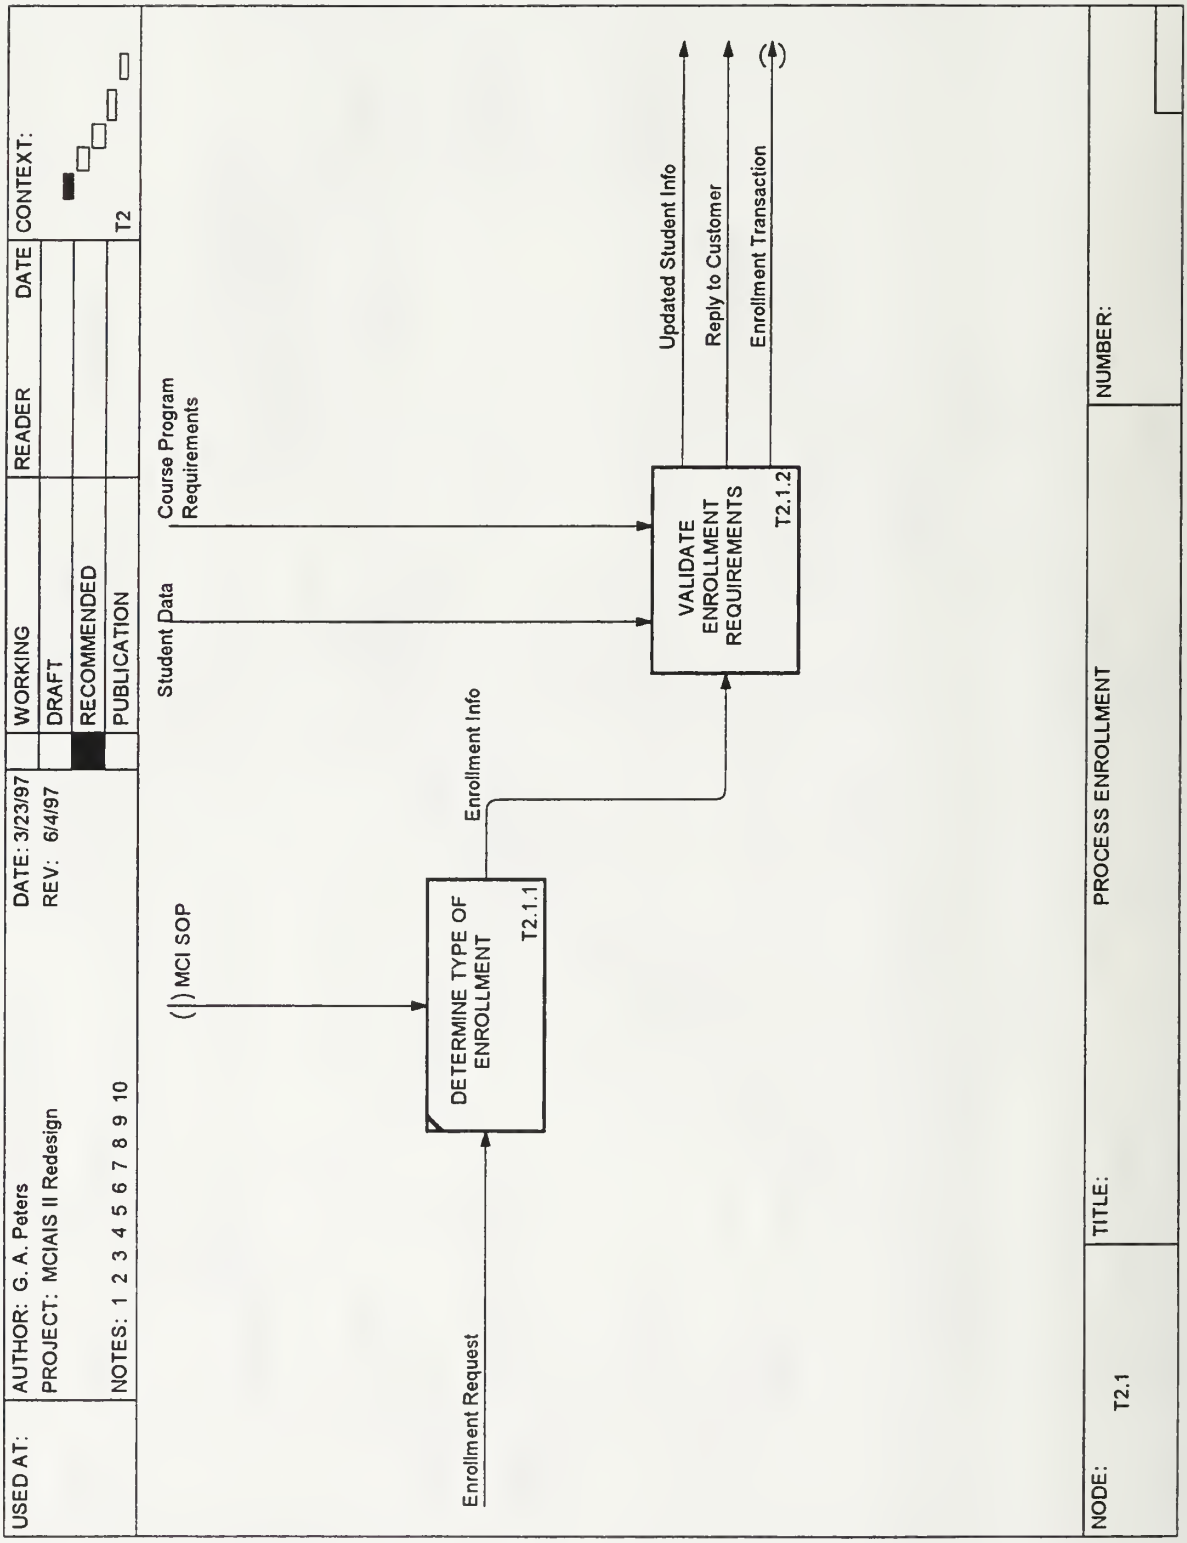 USED AT:
AUTHOR: G. A. Peters
PROJECT: MCIAIS II Redesign
NOTES: 1 2 3 4 5 6 7 8 9 10
DATE: 3/23/97
REV: 6/4/97
WORKING
DRAFT
RECOMMENDED
PUBLICATION
READER
DATE
CONTEXT:
T2
( ) MCI SOP
Student Data
Course Program
Requirements
Enrollment Request
DETERMINE TYPE OF
ENROLLMENT
T2.1.1
Enrollment Info
VALIDATE
ENROLLMENT
REQUIREMENTS
T2.1.2
Updated Student Info
Reply to Customer
Enrollment Transaction
( )
NODE:
T2.1
TITLE:
PROCESS ENROLLMENT
NUMBER: